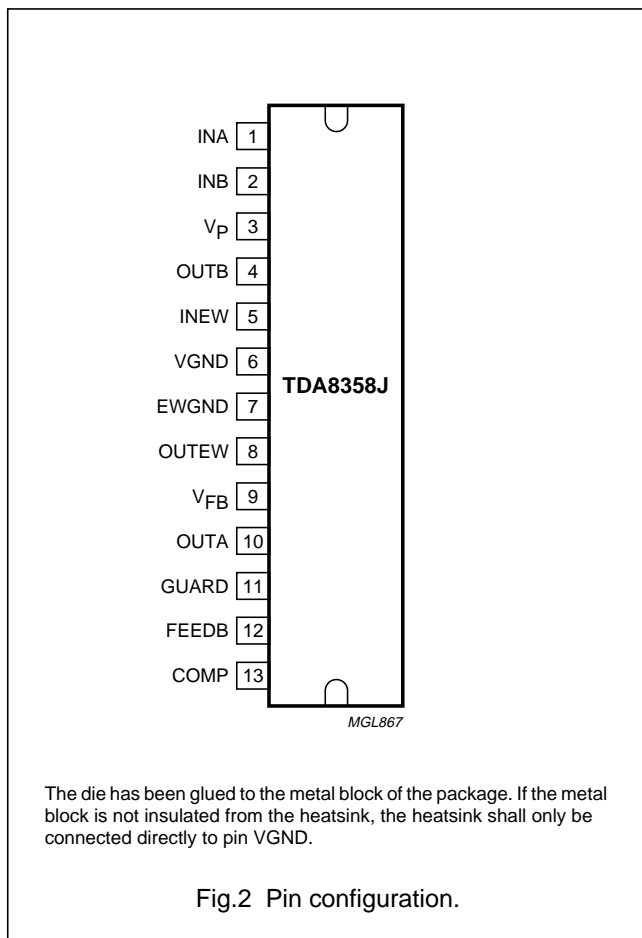 INA 1
INB 2
VP 3
OUTB 4
INEW 5
VGND 6
TDA8358J
EWGND 7
OUTEW 8
VFB 9
OUTA 10
GUARD 11
FEEDB 12
COMP 13
MGL867
The die has been glued to the metal block of the package. If the metal
block is not insulated from the heatsink, the heatsink shall only be
connected directly to pin VGND.
Fig.2 Pin configuration.